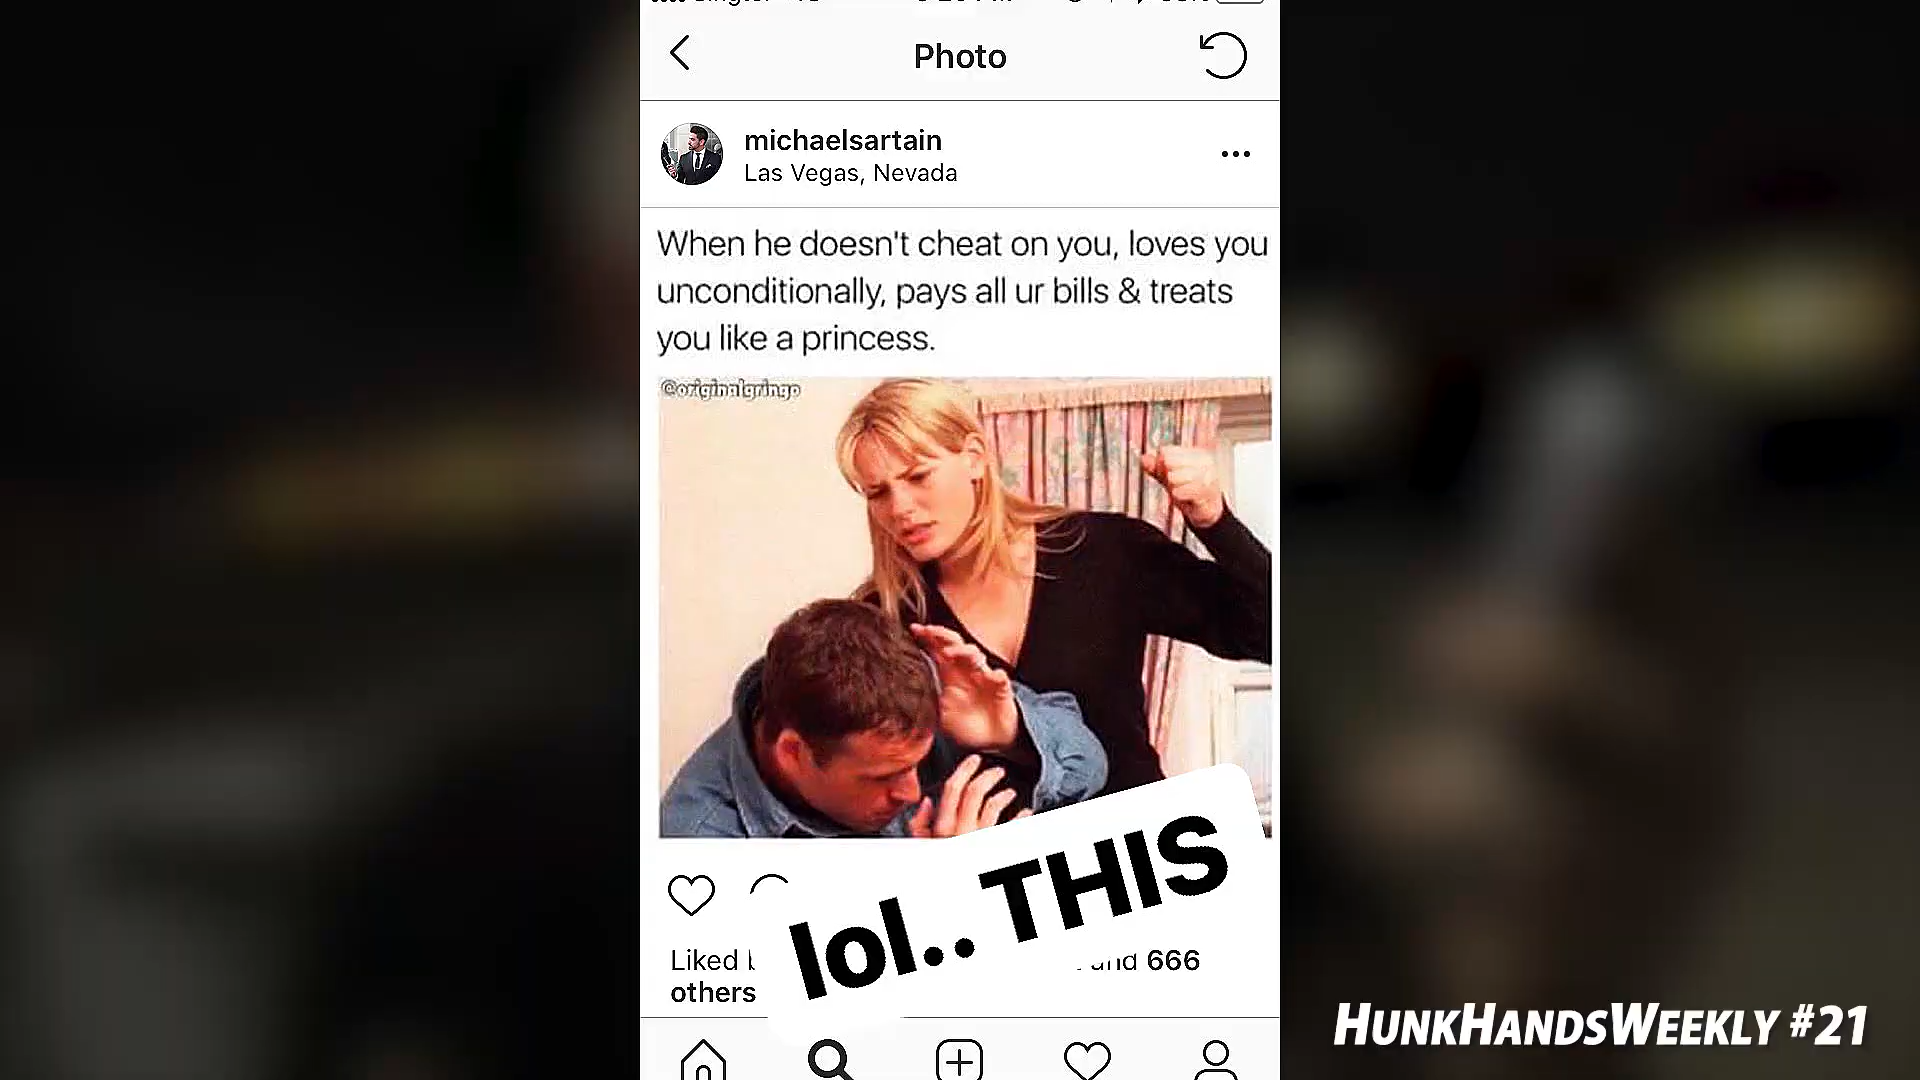 Photo
michaelsartain
Las Vegas, Nevada
When he doesn't cheat on you, loves you
unconditionally, pays all ur bills & treats
you like a princess.
@originalgringo
lol.. THIS
Liked and 666
others
HUNKHANDSWEEKLY #21